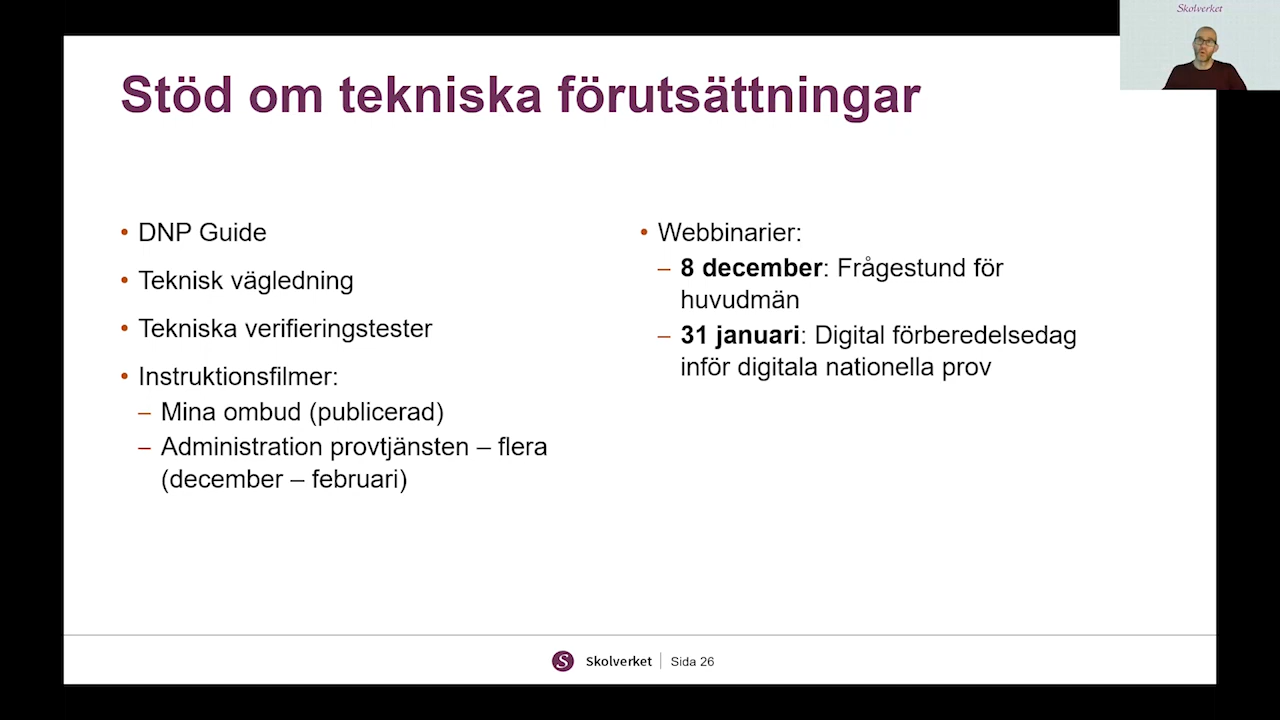 Skolverket
Stöd om tekniska förutsättningar
• DNP Guide
• Teknisk vägledning
• Tekniska verifieringstester
• Instruktionsfilmer:
– Mina ombud (publicerad)
– Administration provtjänsten – flera
(december – februari)
• Webbinarier:
– 8 december: Frågestund för
huvudmän
– 31 januari: Digital förberedelsedag
inför digitala nationella prov
S Skolverket | Sida 26